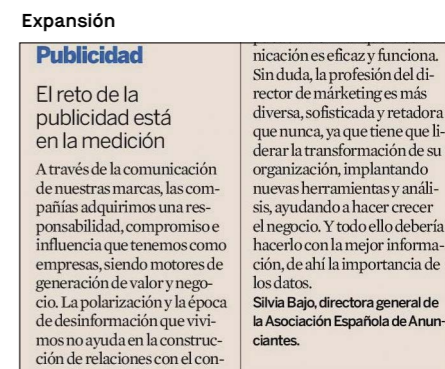 Expansión
Publicidad
El reto de la
publicidad está
en la medición
A través de la comunicación
de nuestras marcas, las com-
pañías adquirimos una res-
ponsabilidad, compromiso e
influencia que tenemos como
empresas, siendo motores de
generación de valor y nego-
cio. La polarización y la época
de desinformación que vivi-
mos no ayuda en la construc-
ción de relaciones con el con-
nicación es eficaz y funciona.
Sin duda, la profesión del di-
rector de márketing es más
diversa, sofisticada y retadora
que nunca, ya que tiene que li-
derar la transformación de su
organización, implantando
nuevas herramientas y análi-
sis, ayudando a hacer crecer
el negocio. Y todo ello debería
hacerlo con la mejor informa-
ción, de ahí la importancia de
los datos.
Silvia Bajo, directora general de
la Asociación Española de Anun-
ciantes.